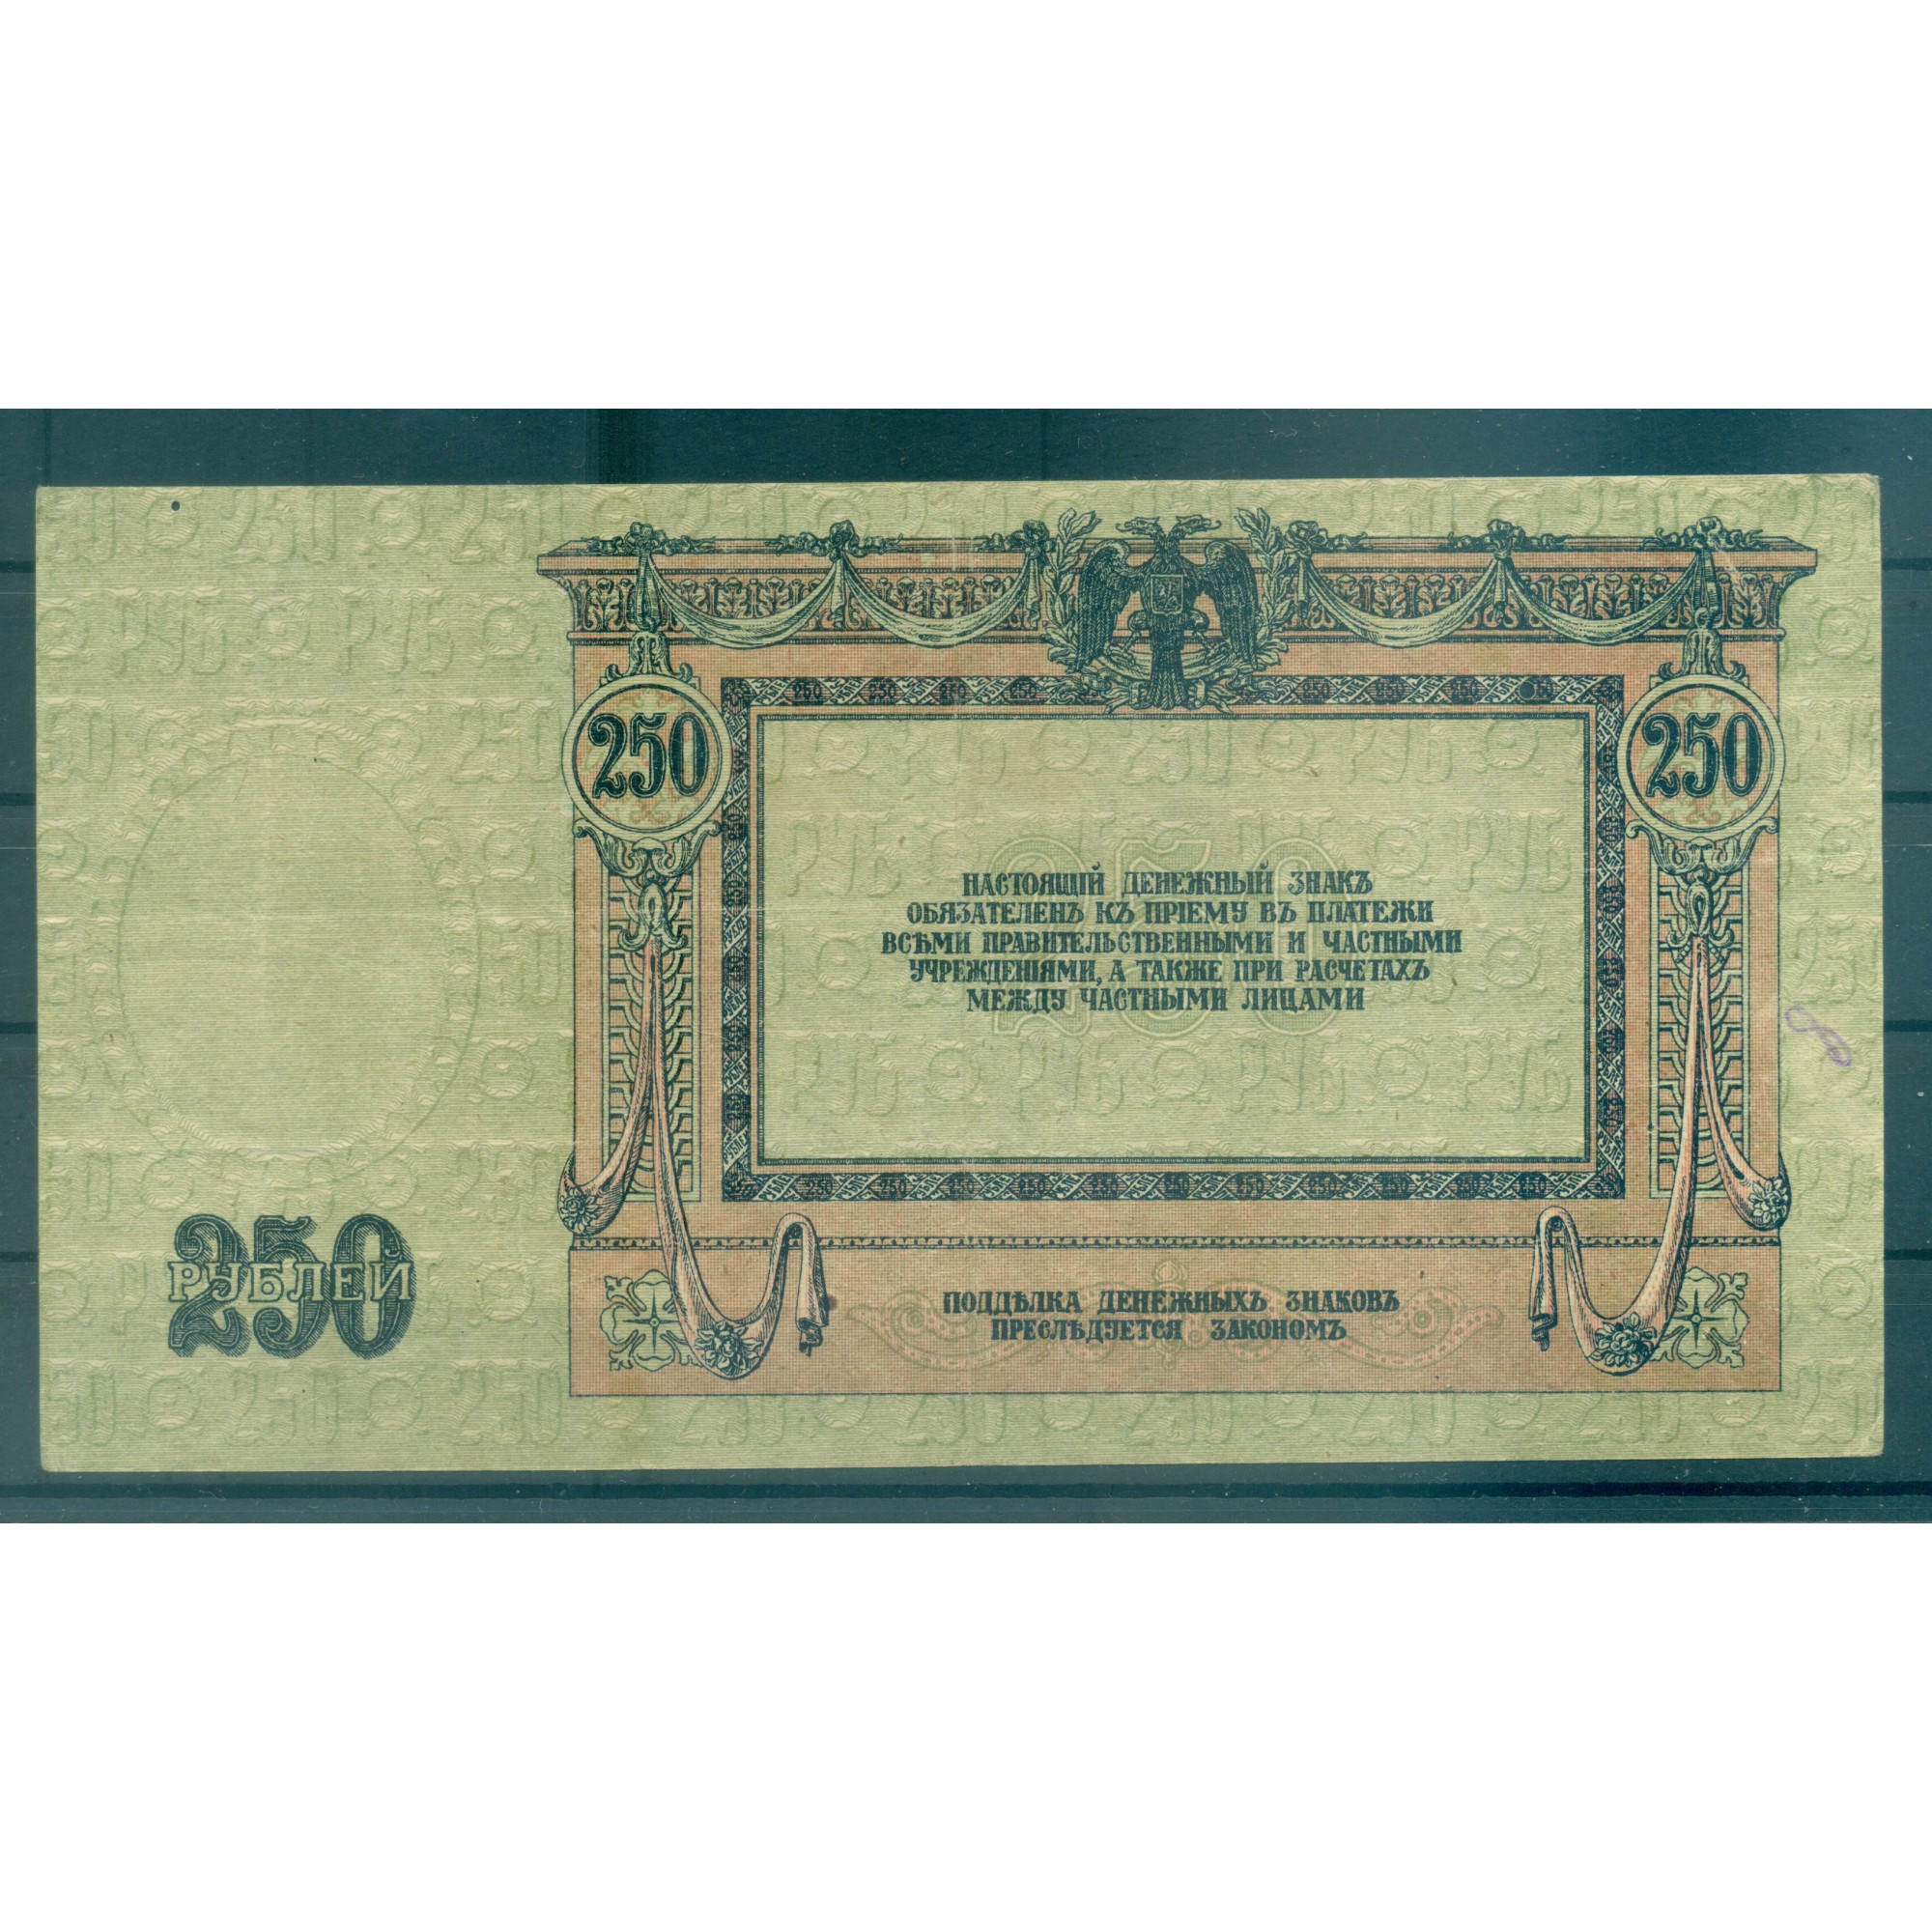 250
250
НАСТОЯЩІЙ ДЕНЕЖНЫЙ ЗНАКЪ
ОБЯЗАТЕЛЕНЪ КЪ ПРІЕМУ ВЪ ПЛАТЕЖИ
ВСѢМИ ПРАВИТЕЛЬСТВЕННЫМИ И ЧАСТНЫМИ
УЧРЕЖДЕНІЯМИ, А ТАКЖЕ ПРИ РАСЧЕТАХЪ
МЕЖДУ ЧАСТНЫМИ ЛИЦАМИ
250
250
РУБЛЕЙ
ПОДДѢЛКА ДЕНЕЖНЫХЪ ЗНАКОВЪ
ПРЕСЛѢДУЕТСЯ ЗАКОНОМЪ